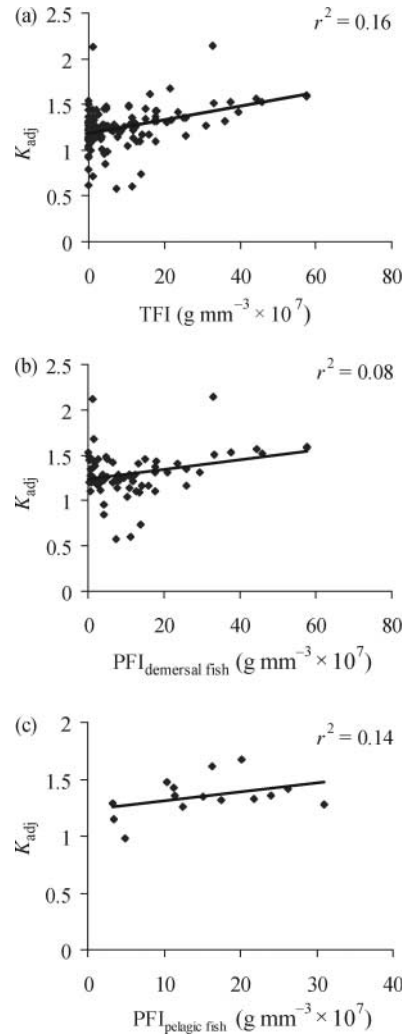 (a)
r² = 0.16
2.5
2
1.5
1
0.5
0
K_adj
0 20 40 60 80
TFI (g mm⁻³ × 10⁷)
(b)
r² = 0.08
2.5
2
1.5
1
0.5
0
K_adj
0 20 40 60 80
PFI_demersal fish (g mm⁻³ × 10⁷)
(c)
r² = 0.14
2
1.5
1
0.5
0
K_adj
0 10 20 30 40
PFI_pelagic fish (g mm⁻³ × 10⁷)